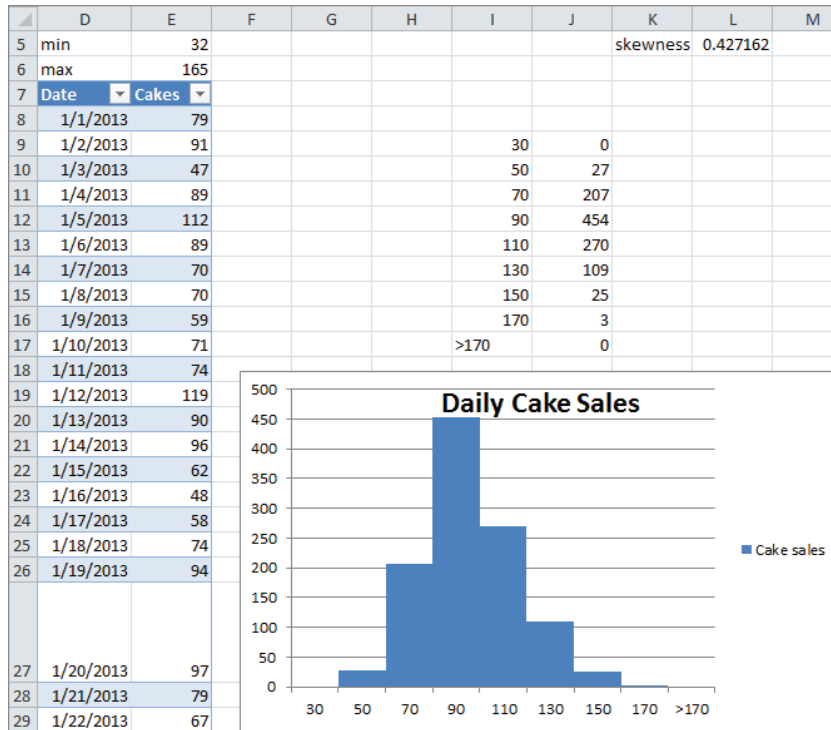 D E F G H I J K L M
5 min 32 skewness 0.427162
6 max 165
7 Date Cakes
8 1/1/2013 79
9 1/2/2013 91 30 0
10 1/3/2013 47 50 27
11 1/4/2013 89 70 207
12 1/5/2013 112 90 454
13 1/6/2013 89 110 270
14 1/7/2013 70 130 109
15 1/8/2013 70 150 25
16 1/9/2013 59 170 3
17 1/10/2013 71 >170 0
18 1/11/2013 74
19 1/12/2013 119
20 1/13/2013 90
21 1/14/2013 96
22 1/15/2013 62
23 1/16/2013 48
24 1/17/2013 58
25 1/18/2013 74
26 1/19/2013 94
27 1/20/2013 97
28 1/21/2013 79
29 1/22/2013 67
Daily Cake Sales
500
450
400
350
300
250
200
150
100
50
0
30 50 70 90 110 130 150 170 >170
Cake sales